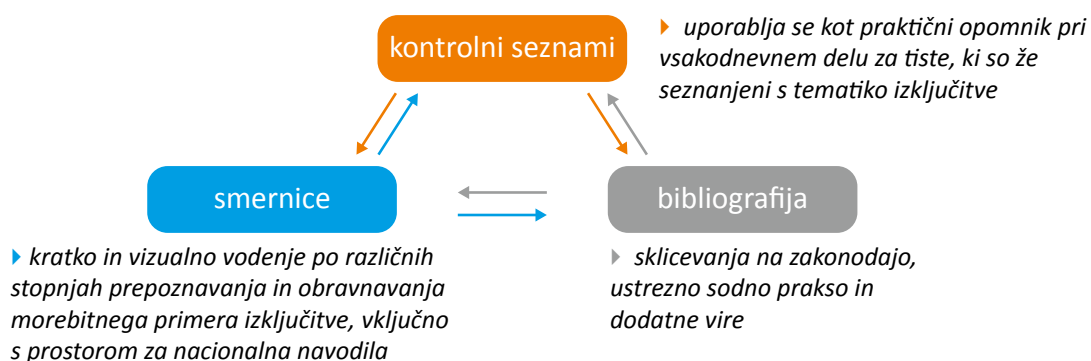 kontrolni seznami
uporablja se kot praktični opomnik pri
vsakodnevnem delu za tiste, ki so že
seznanjeni s tematiko izključitve
smernice
bibliografija
kratko in vizualno vodenje po različnih
stopnjah prepoznavanja in obravnavanja
morebitnega primera izključitve, vključno
s prostorom za nacionalna navodila
sklicevanja na zakonodajo,
ustrezno sodno prakso in
dodatne vire